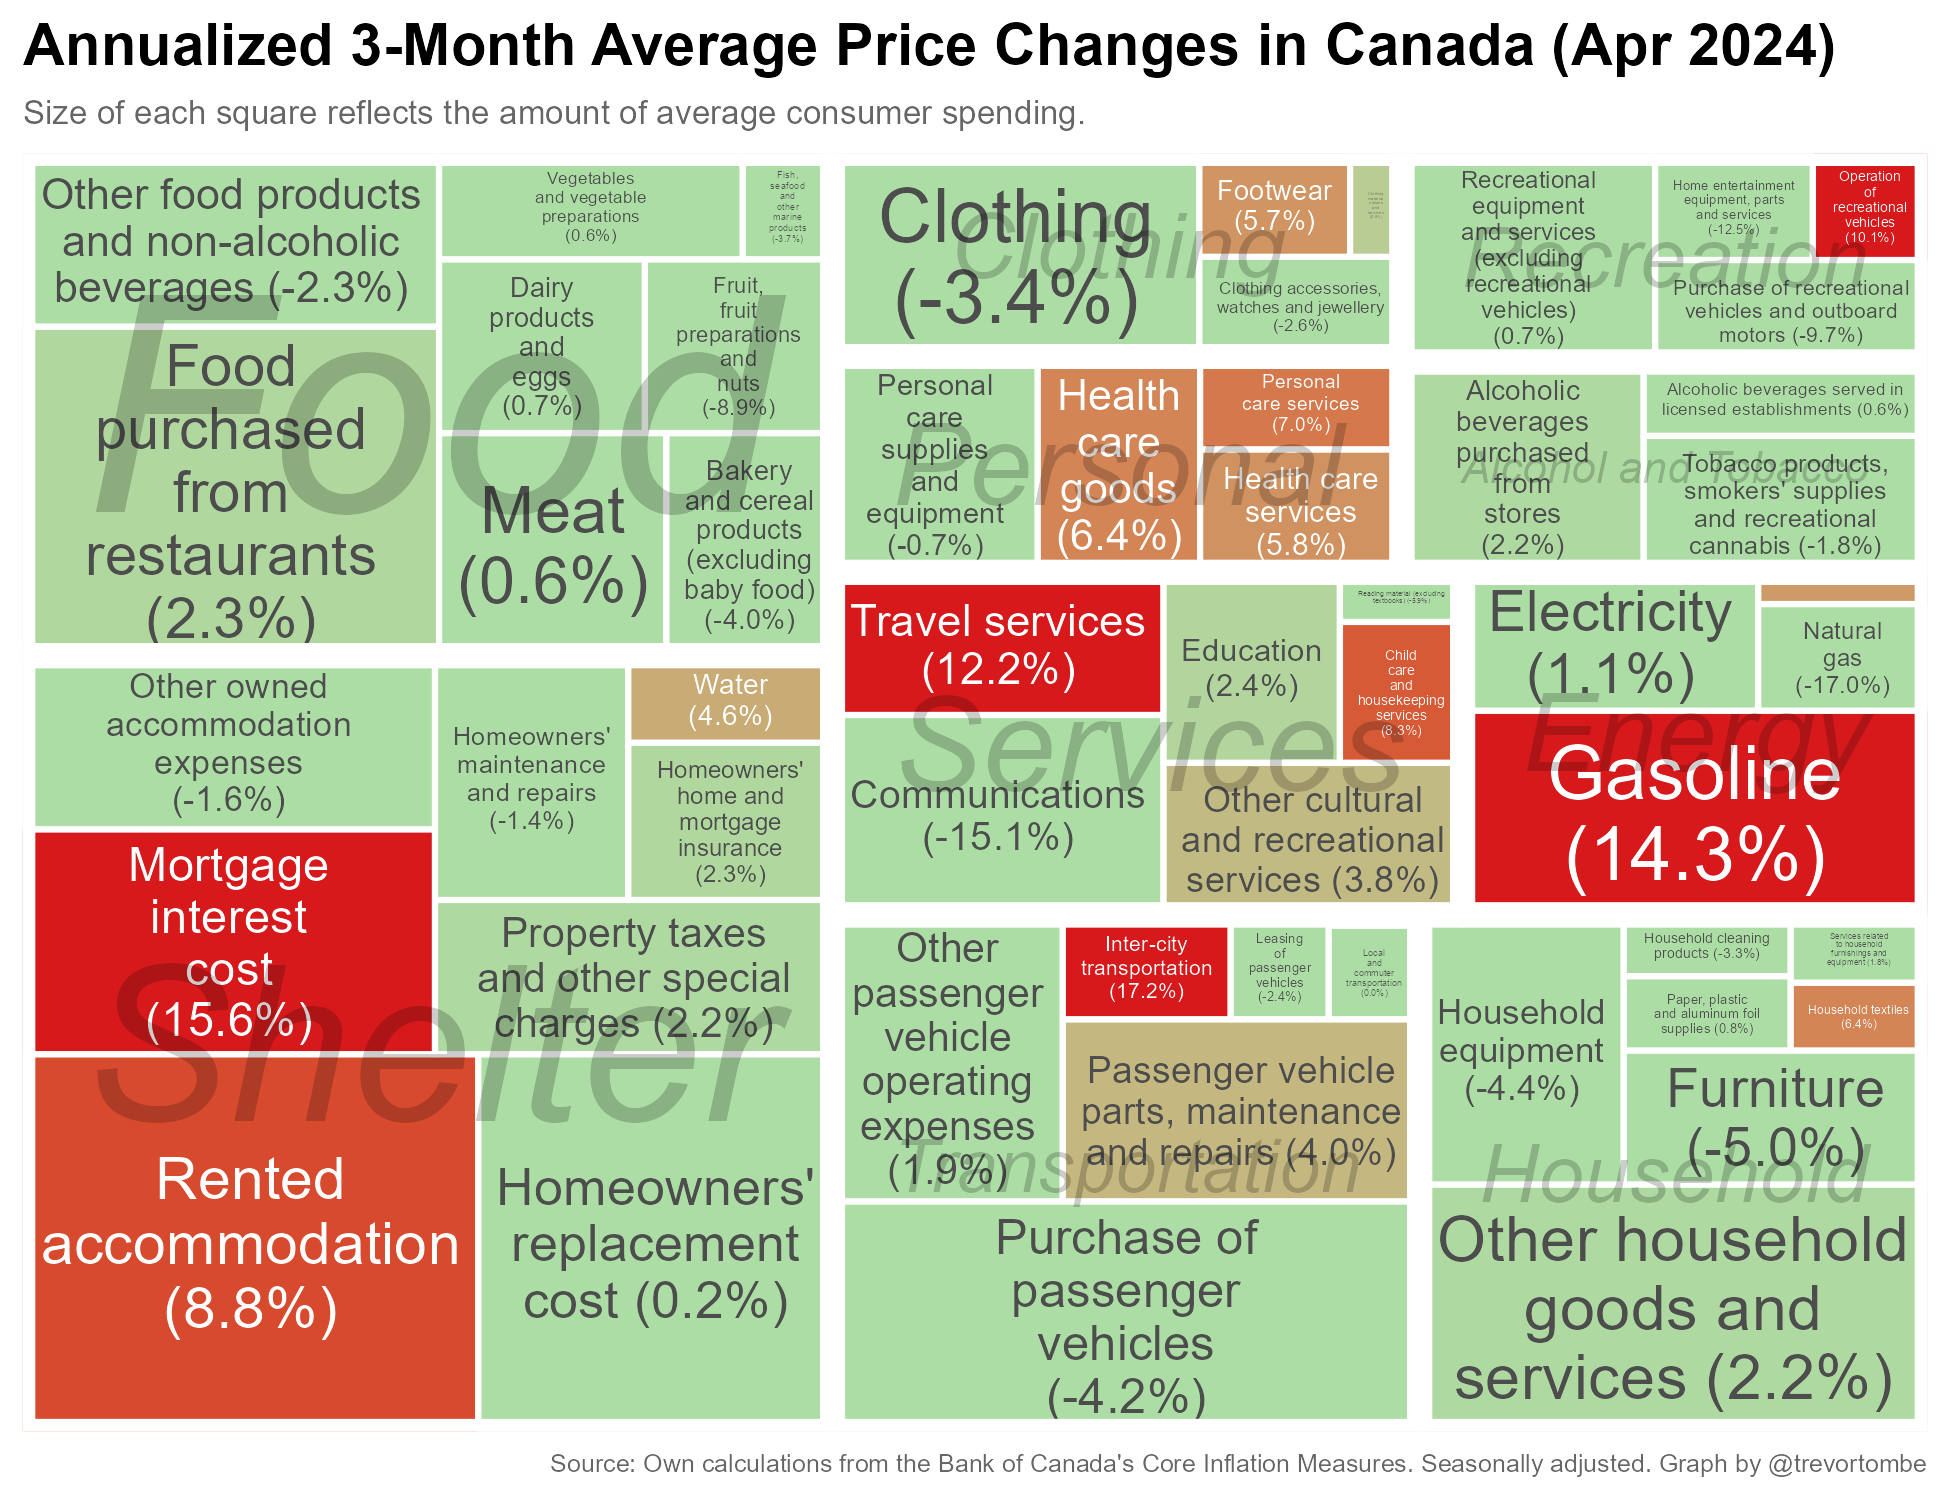 Annualized 3-Month Average Price Changes in Canada (Apr 2024)
Size of each square reflects the amount of average consumer spending.
Food
Other food products
and non-alcoholic
beverages (-2.3%)
Vegetables
and vegetable
preparations
(0.6%)
Fish,
seafood
and
other
marine
products
(-3.7%)
Food
purchased
from
restaurants
(2.3%)
Dairy
products
and
eggs
(0.7%)
Fruit,
fruit
preparations
and
nuts
(-8.9%)
Meat
(0.6%)
Bakery
and cereal
products
(excluding
baby food)
(-4.0%)
Clothing
Clothing
(-3.4%)
Footwear
(5.7%)
Clothing accessories,
watches and jewellery
(-2.6%)
Recreation
Recreational
equipment
and services
(excluding
recreational
vehicles)
(0.7%)
Home entertainment
equipment, parts
and services
(-12.5%)
Operation
of
recreational
vehicles
(10.1%)
Purchase of recreational
vehicles and outboard
motors (-9.7%)
Personal
Personal
care
supplies
and
equipment
(-0.7%)
Health
care
goods
(6.4%)
Personal
care services
(7.0%)
Health care
services
(5.8%)
Alcohol and Tobacco
Alcoholic
beverages
purchased
from
stores
(2.2%)
Alcoholic beverages served in
licensed establishments (0.6%)
Tobacco products,
smokers' supplies
and recreational
cannabis (-1.8%)
Services
Travel services
(12.2%)
Education
(2.4%)
Reading material (excluding
Child
care
and
housekeeping
services
(8.3%)
Communications
(-15.1%)
Other cultural
and recreational
services (3.8%)
Energy
Electricity
(1.1%)
Natural
gas
(-17.0%)
Gasoline
(14.3%)
Shelter
Other owned
accommodation
expenses
(-1.6%)
Homeowners'
maintenance
and repairs
(-1.4%)
Water
(4.6%)
Homeowners'
home and
mortgage
insurance
(2.3%)
Mortgage
interest
cost
(15.6%)
Property taxes
and other special
charges (2.2%)
Rented
accommodation
(8.8%)
Homeowners'
replacement
cost (0.2%)
Transportation
Other
passenger
vehicle
operating
expenses
(1.9%)
Inter-city
transportation
(17.2%)
Leasing
of
passenger
vehicles
(-2.4%)
Local
and
commuter
transportation
(0.0%)
Passenger vehicle
parts, maintenance
and repairs (4.0%)
Purchase of
passenger
vehicles
(-4.2%)
Household
Household
equipment
(-4.4%)
Household cleaning
products (-3.3%)
Services related
to household
furnishings and
equipment (1.8%)
Paper, plastic
and aluminum foil
supplies (0.8%)
Household textiles
(6.4%)
Furniture
(-5.0%)
Other household
goods and
services (2.2%)
Source: Own calculations from the Bank of Canada's Core Inflation Measures. Seasonally adjusted. Graph by @trevortombe